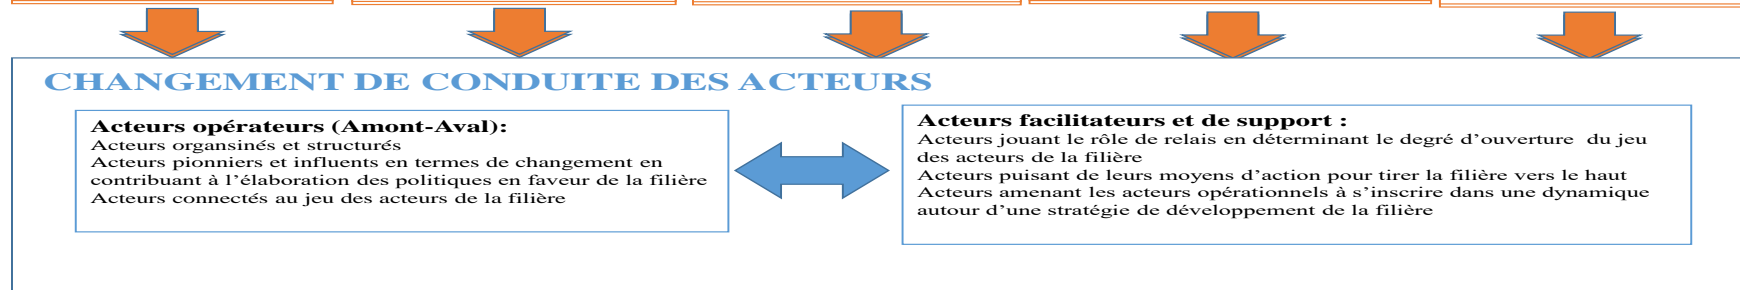 CHANGEMENT DE CONDUITE DES ACTEURS
Acteurs opérateurs (Amont-Aval):
Acteurs organsinés et structurés
Acteurs pionniers et influents en termes de changement en
contribuant à l'élaboration des politiques en faveur de la filière
Acteurs connectés au jeu des acteurs de la filière
Acteurs facilitateurs et de support :
Acteurs jouant le rôle de relais en déterminant le degré d'ouverture du jeu
des acteurs de la filière
Acteurs puisant de leurs moyens d'action pour tirer la filière vers le haut
Acteurs amenant les acteurs opérationnels à s'inscrire dans une dynamique
autour d'une stratégie de développement de la filière